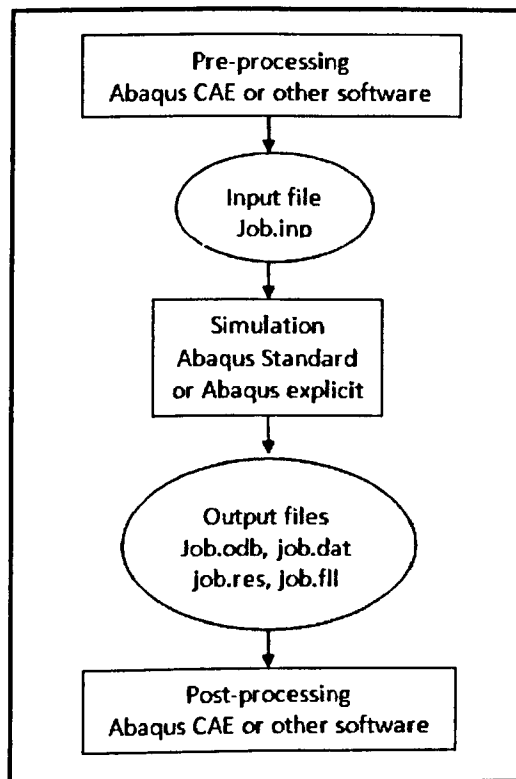 Pre-processing
Abaqus CAE or other software
Input file
Job.inp
Simulation
Abaqus Standard
or Abaqus explicit
Output files
Job.odb, job.dat
job.res, job.fll
Post-processing
Abaqus CAE or other software